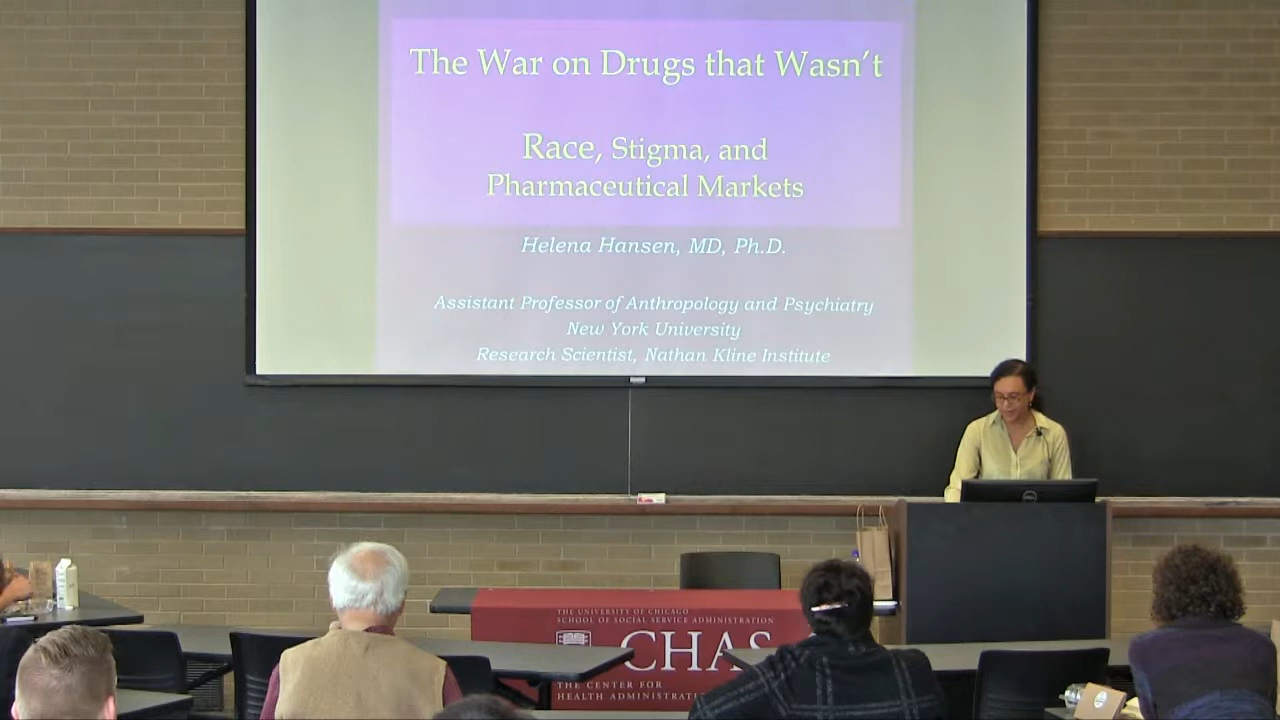 The War on Drugs that Wasn't
Race, Stigma, and
Pharmaceutical Markets
Helena Hansen, MD, Ph.D.
Assistant Professor of Anthropology and Psychiatry
New York University
Research Scientist, Nathan Kline Institute
DELL
THE UNIVERSITY OF CHICAGO
SCHOOL OF SOCIAL SERVICE ADMINISTRATION
CHAS
THE CENTER FOR
HEALTH